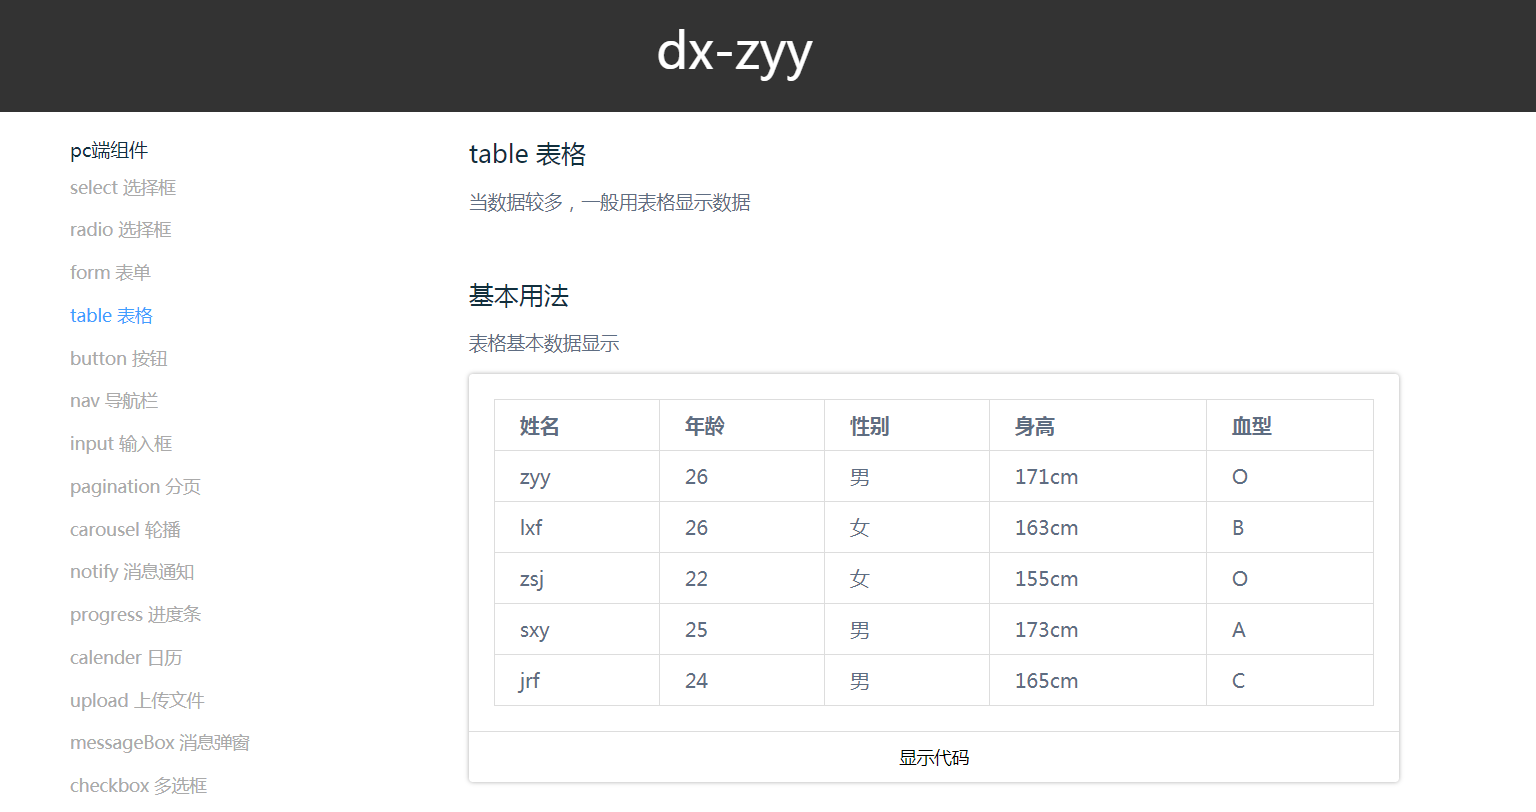 dx-zyy
pc端组件
select 选择框
radio 选择框
form 表单
table 表格
button 按钮
nav 导航栏
input 输入框
pagination 分页
carousel 轮播
notify 消息通知
progress 进度条
calender 日历
upload 上传文件
messageBox 消息弹窗
checkbox 多选框
table 表格
当数据较多，一般用表格显示数据
基本用法
表格基本数据显示
姓名 年龄 性别 身高 血型
zyy 26 男 171cm O
lxf 26 女 163cm B
zsj 22 女 155cm O
sxy 25 男 173cm A
jrf 24 男 165cm C
显示代码